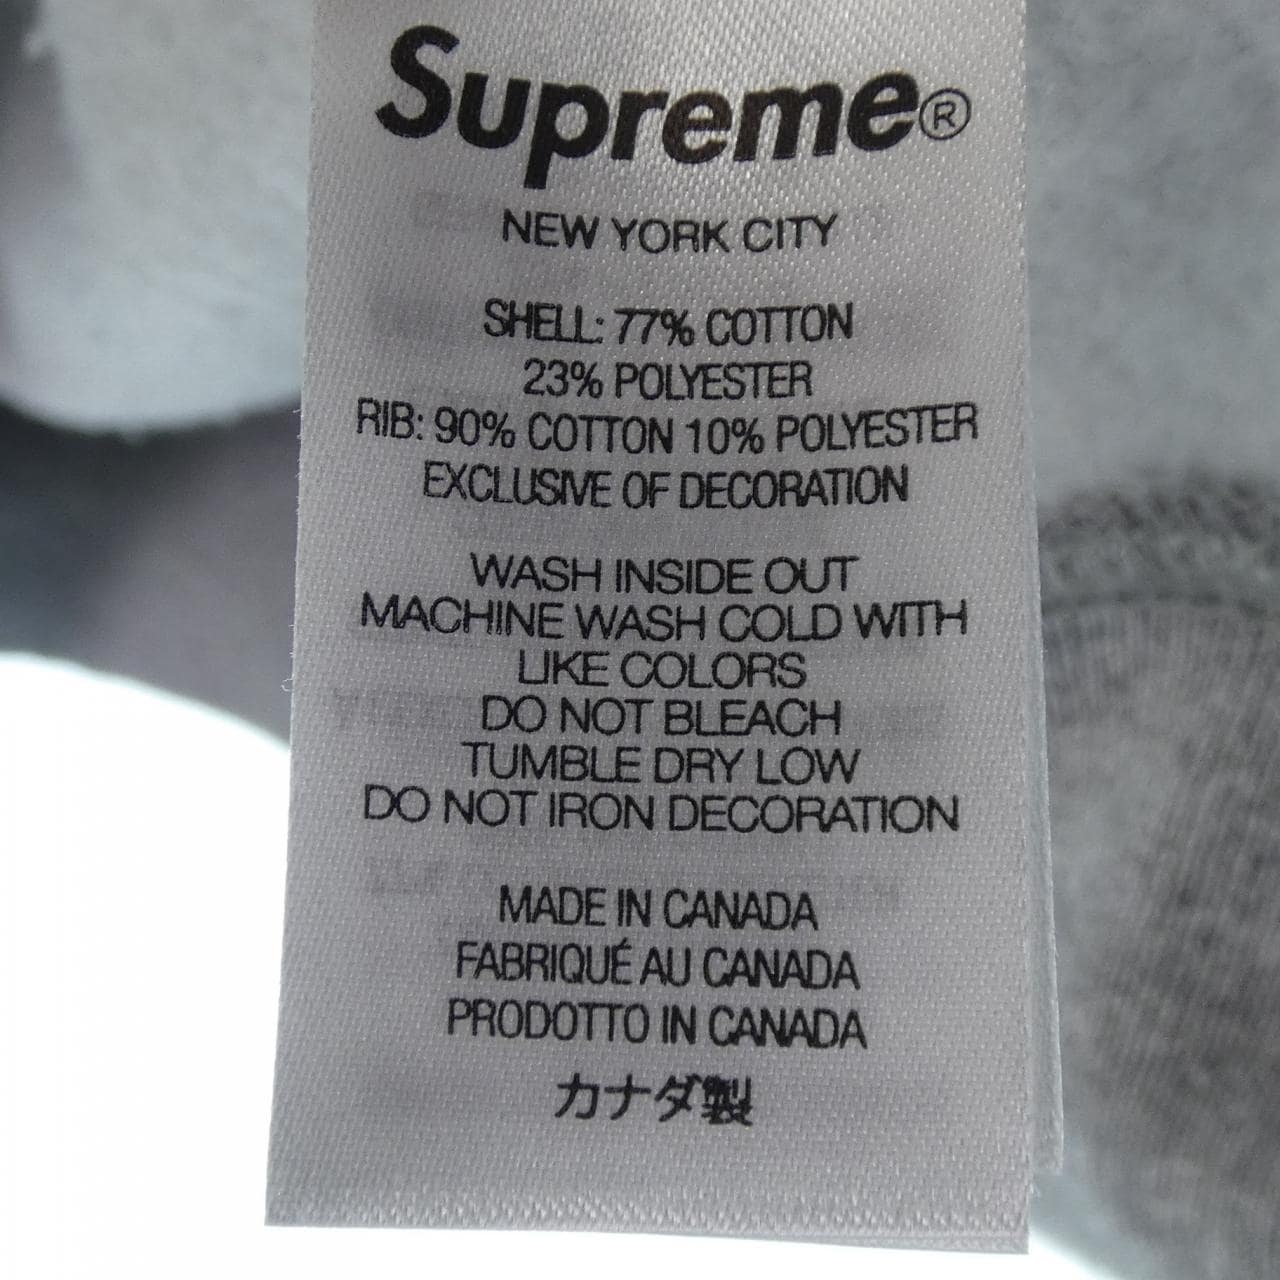 Supreme®
NEW YORK CITY
SHELL: 77% COTTON
23% POLYESTER
RIB: 90% COTTON 10% POLYESTER
EXCLUSIVE OF DECORATION
WASH INSIDE OUT
MACHINE WASH COLD WITH
LIKE COLORS
DO NOT BLEACH
TUMBLE DRY LOW
DO NOT IRON DECORATION
MADE IN CANADA
FABRIQUÉ AU CANADA
PRODOTTO IN CANADA
カナダ製